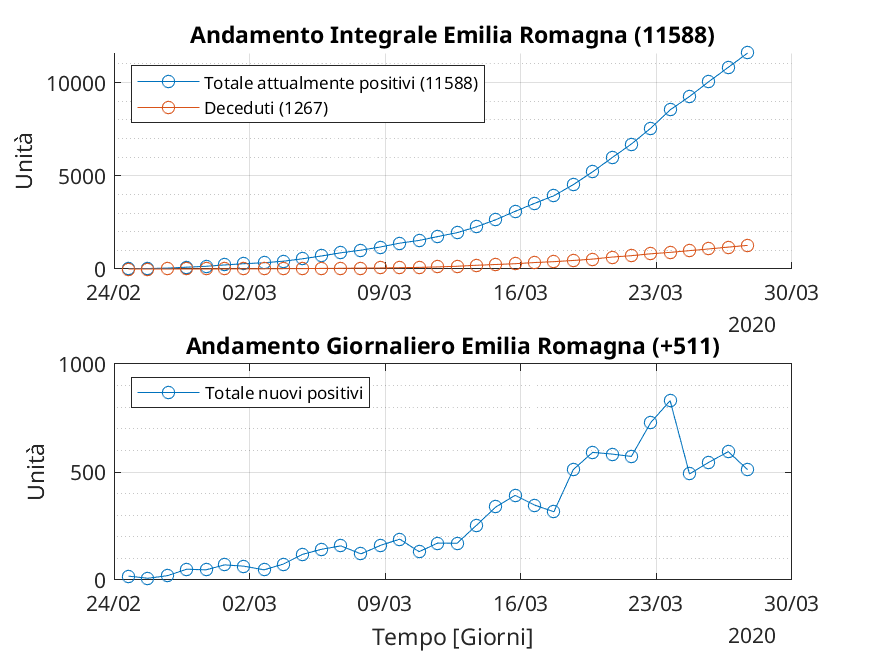 Andamento Integrale Emilia Romagna (11588)
Totale attualmente positivi (11588)
Deceduti (1267)
Unità
10000
5000
0
24/02 02/03 09/03 16/03 23/03 30/03
2020
Andamento Giornaliero Emilia Romagna (+511)
Totale nuovi positivi
Unità
1000
500
0
24/02 02/03 09/03 16/03 23/03 30/03
Tempo [Giorni]
2020